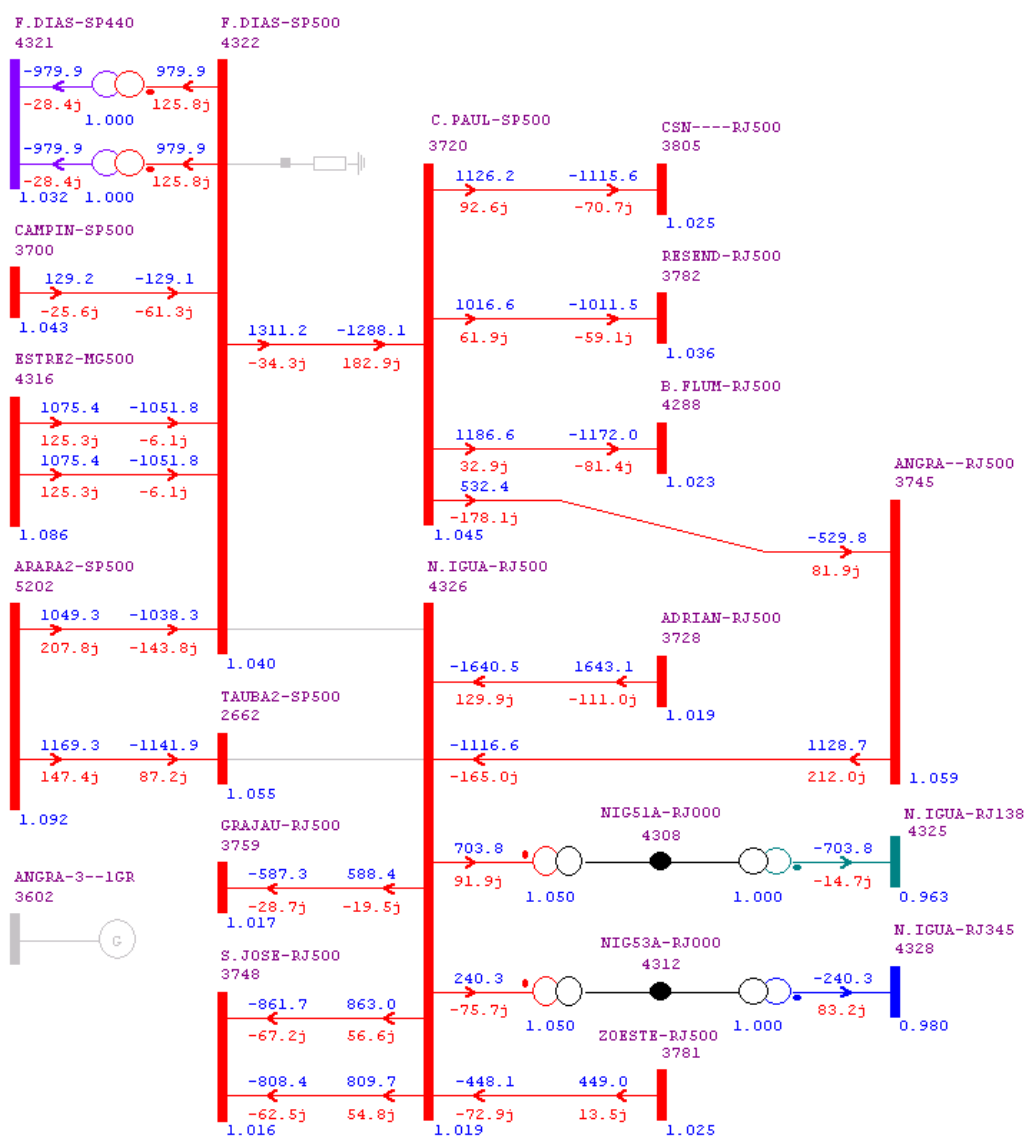 F.DIAS-SP440
4321
F.DIAS-SP500
4322
-979.9
979.9
-28.4j
125.8j
1.000
-979.9
979.9
-28.4j
125.8j
1.032
1.000
C.PAUL-SP500
3720
CSN----RJ500
3805
1126.2
-1115.6
92.6j
-70.7j
1.025
CAMPIN-SP500
3700
129.2
-129.1
-25.6j
-61.3j
1.043
RESEND-RJ500
3782
1016.6
-1011.5
61.9j
-59.1j
1.036
1311.2
-1288.1
-34.3j
182.9j
ESTRE2-MG500
4316
1075.4
-1051.8
125.3j
-6.1j
1075.4
-1051.8
125.3j
-6.1j
1.086
B.FLUM-RJ500
4288
1186.6
-1172.0
32.9j
-81.4j
1.023
532.4
-178.1j
1.045
ANGRA--RJ500
3745
-529.8
81.9j
ARARA2-SP500
5202
1049.3
-1038.3
207.8j
-143.8j
1.040
N.IGUA-RJ500
4326
ADRIAN-RJ500
3728
-1640.5
1643.1
129.9j
-111.0j
1.019
TAUBA2-SP500
2662
1169.3
-1141.9
147.4j
87.2j
1.055
1.092
-1116.6
1128.7
-165.0j
212.0j
1.059
GRAJAU-RJ500
3759
-587.3
588.4
-28.7j
-19.5j
1.017
NIG51A-RJ000
4308
N.IGUA-RJ138
4325
703.8
-703.8
91.9j
-14.7j
1.050
1.000
0.963
ANGRA-3--1GR
3602
G
S.JOSE-RJ500
3748
-861.7
863.0
-67.2j
56.6j
-808.4
809.7
-62.5j
54.8j
1.016
NIG53A-RJ000
4312
N.IGUA-RJ345
4328
240.3
-240.3
-75.7j
83.2j
1.050
1.000
0.980
ZOESTE-RJ500
3781
-448.1
449.0
-72.9j
13.5j
1.019
1.025